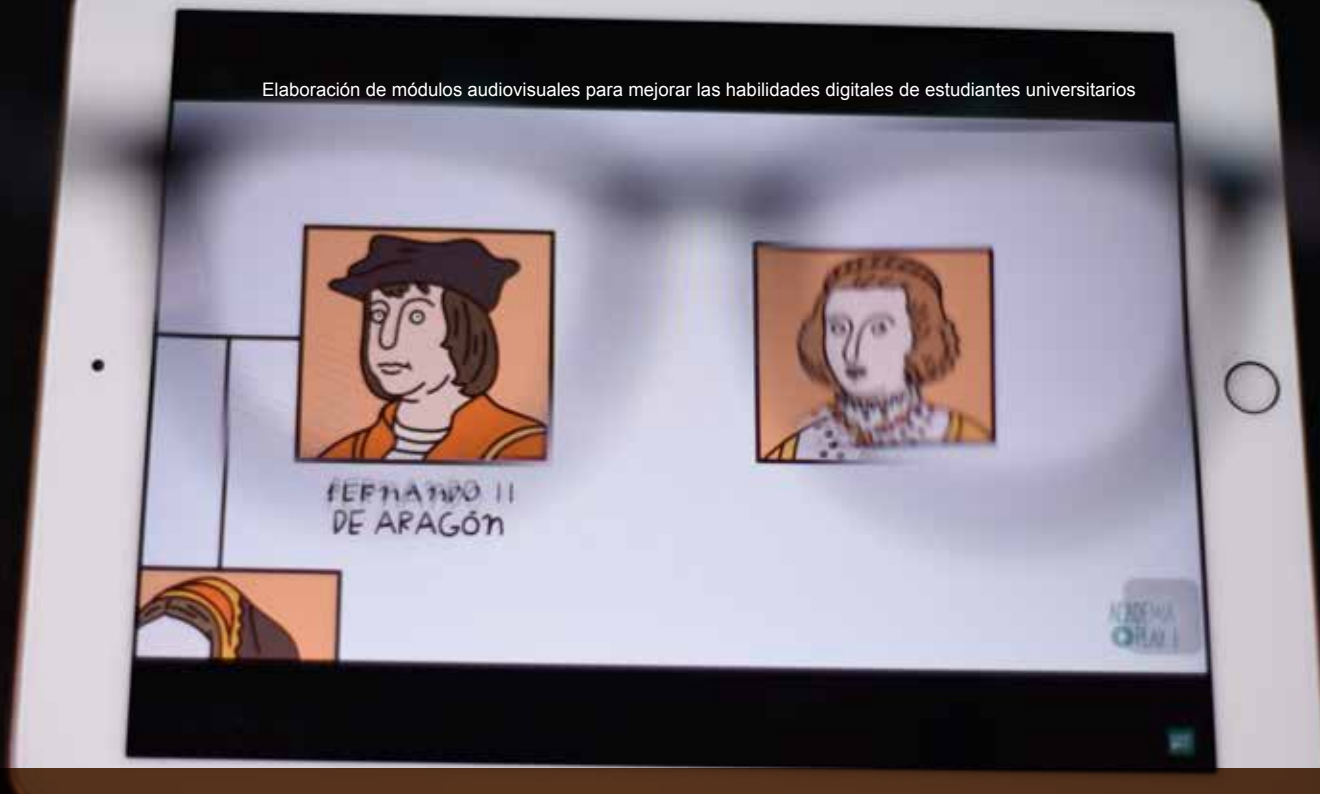 Elaboración de módulos audiovisuales para mejorar las habilidades digitales de estudiantes universitarios
FERNANDO II
DE ARAGÓN
ACADEMIA
PLAY